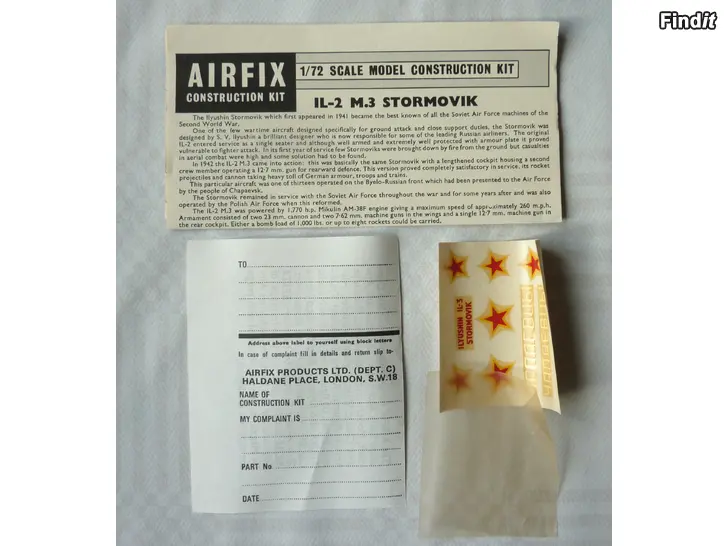 Findit
AIRFIX
CONSTRUCTION KIT
1/72 SCALE MODEL CONSTRUCTION KIT
IL-2 M.3 STORMOVIK
The Ilyushin Stormovik which first appeared in 1941 became the best known of all the Soviet Air Force machines of the
Second World War.
One of the few wartime aircraft designed specifically for ground attack and close support duties, the Stormovik was
designed by S. V. Ilyushin a brilliant designer who is now responsible for some of the leading Russian airliners. The original
IL-2 entered service as a single seater and although well armed and extremely well protected with armour plate it proved
vulnerable to fighter attack. In its first year of service few Stormoviks were brought down by fire from the ground but casualties
in aerial combat were high and some solution had to be found.
In 1942 the IL-2 M.3 came into action: this was basically the same Stormovik with a lengthened cockpit housing a second
crew member operating a 12·7 mm. gun for rearward defence. This version proved completely satisfactory in service, its rocket
projectiles and cannon taking heavy toll of German armour, troops and trains.
This particular aircraft was one of thirteen operated on the Byelo-Russian front which had been presented to the Air Force
by the people of Chapaevsk.
The Stormovik remained in service with the Soviet Air Force throughout the war and for some years after and was also
operated by the Polish Air Force when this reformed.
The IL-2 M.3 was powered by 1,770 h.p. Mikulin AM-38F engine giving a maximum speed of approximately 260 m.p.h.
Armament consisted of two 23 mm. cannon and two 7·62 mm. machine guns in the wings and a single 12·7 mm. machine gun in
the rear cockpit. Either a bomb load of 1,000 lbs. or up to eight rockets could be carried.
TO
Address above label to yourself using block letters
In case of complaint fill in details and return slip to-
AIRFIX PRODUCTS LTD. (DEPT. C)
HALDANE PLACE, LONDON, S.W.18
NAME OF
CONSTRUCTION KIT
MY COMPLAINT IS
PART No
DATE
ILYUSHIN IL-3
STORMOVIK